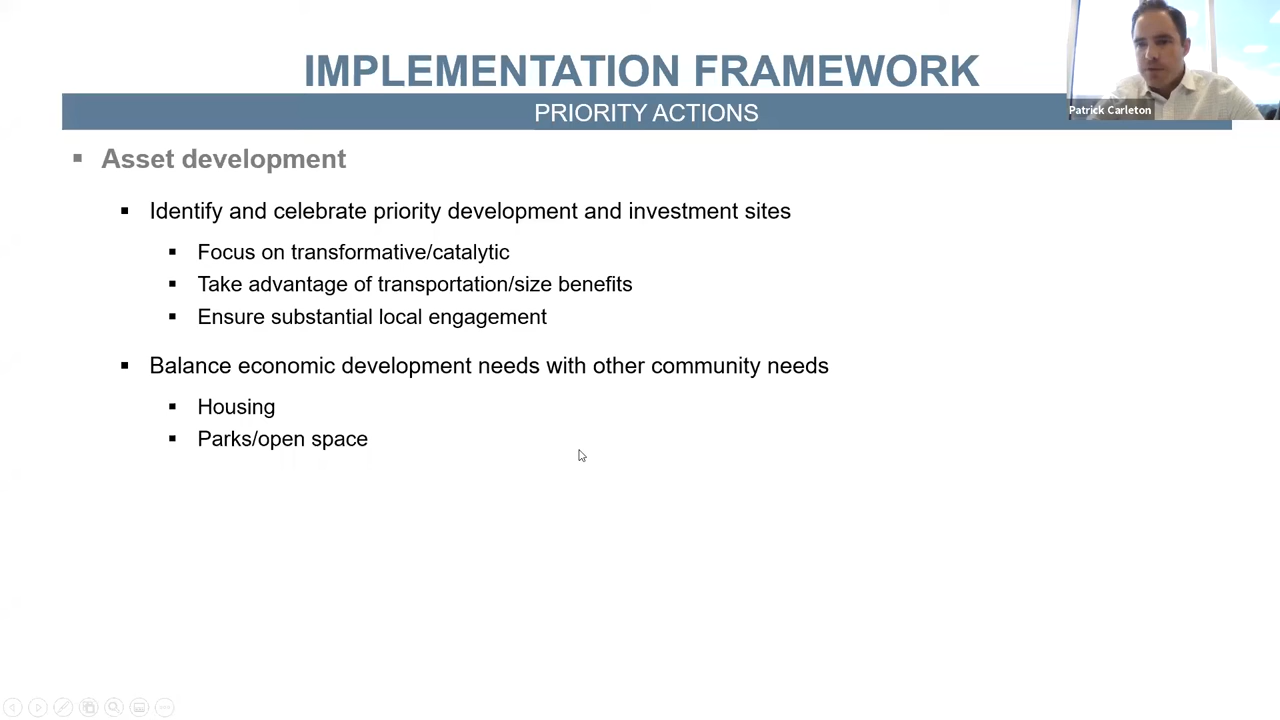 IMPLEMENTATION FRAMEWORK
PRIORITY ACTIONS
Patrick Carleton
Asset development
Identify and celebrate priority development and investment sites
Focus on transformative/catalytic
Take advantage of transportation/size benefits
Ensure substantial local engagement
Balance economic development needs with other community needs
Housing
Parks/open space